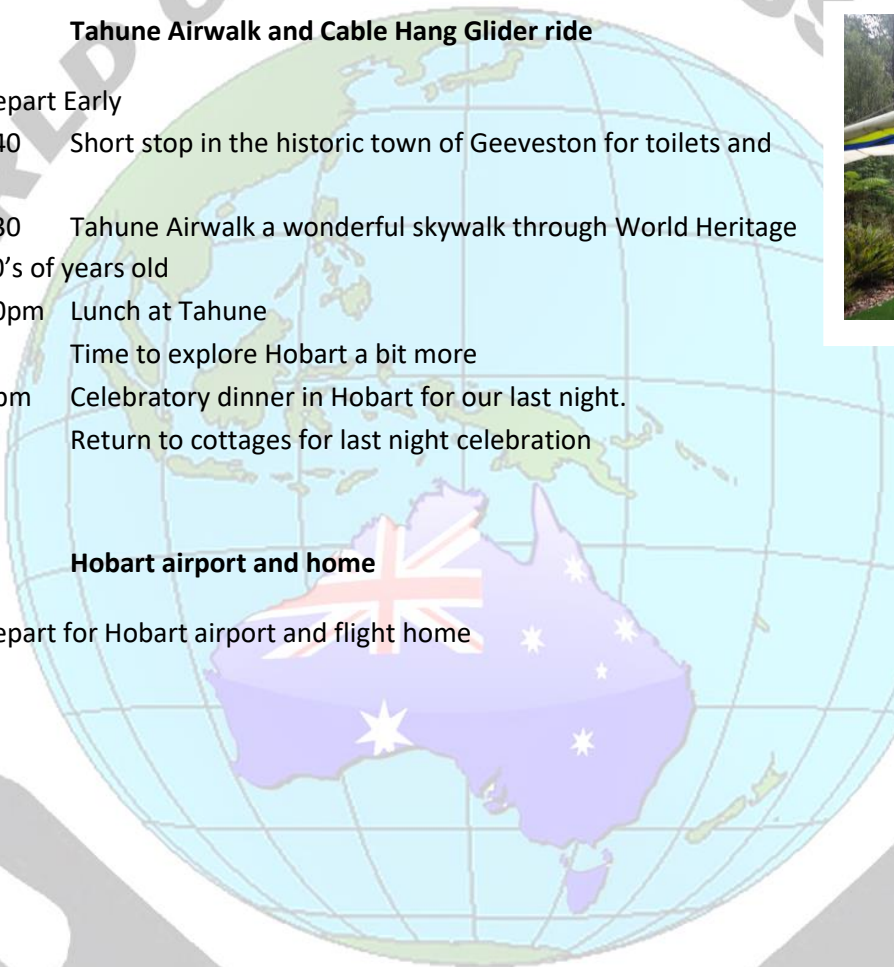 Tahune Airwalk and Cable Hang Glider ride
epart Early
40 Short stop in the historic town of Geeveston for toilets and
30 Tahune Airwalk a wonderful skywalk through World Heritage
0's of years old
0pm Lunch at Tahune
Time to explore Hobart a bit more
pm Celebratory dinner in Hobart for our last night.
Return to cottages for last night celebration
Hobart airport and home
epart for Hobart airport and flight home